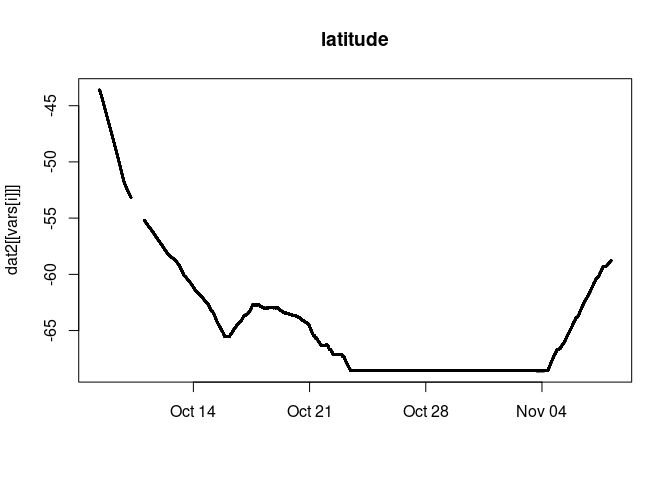 latitude
dat2[[vars[i]]]
-45
-50
-55
-60
-65
Oct 14
Oct 21
Oct 28
Nov 04